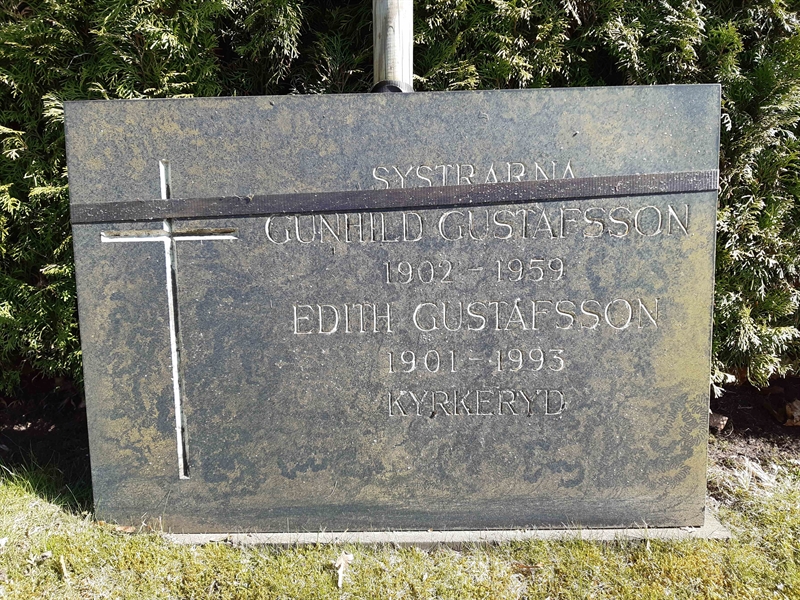 SYSTRARNA
GUNHILD GUSTAFSSON
1902 - 1959
EDITH GUSTAFSSON
1901 - 1993
KYRKERYD